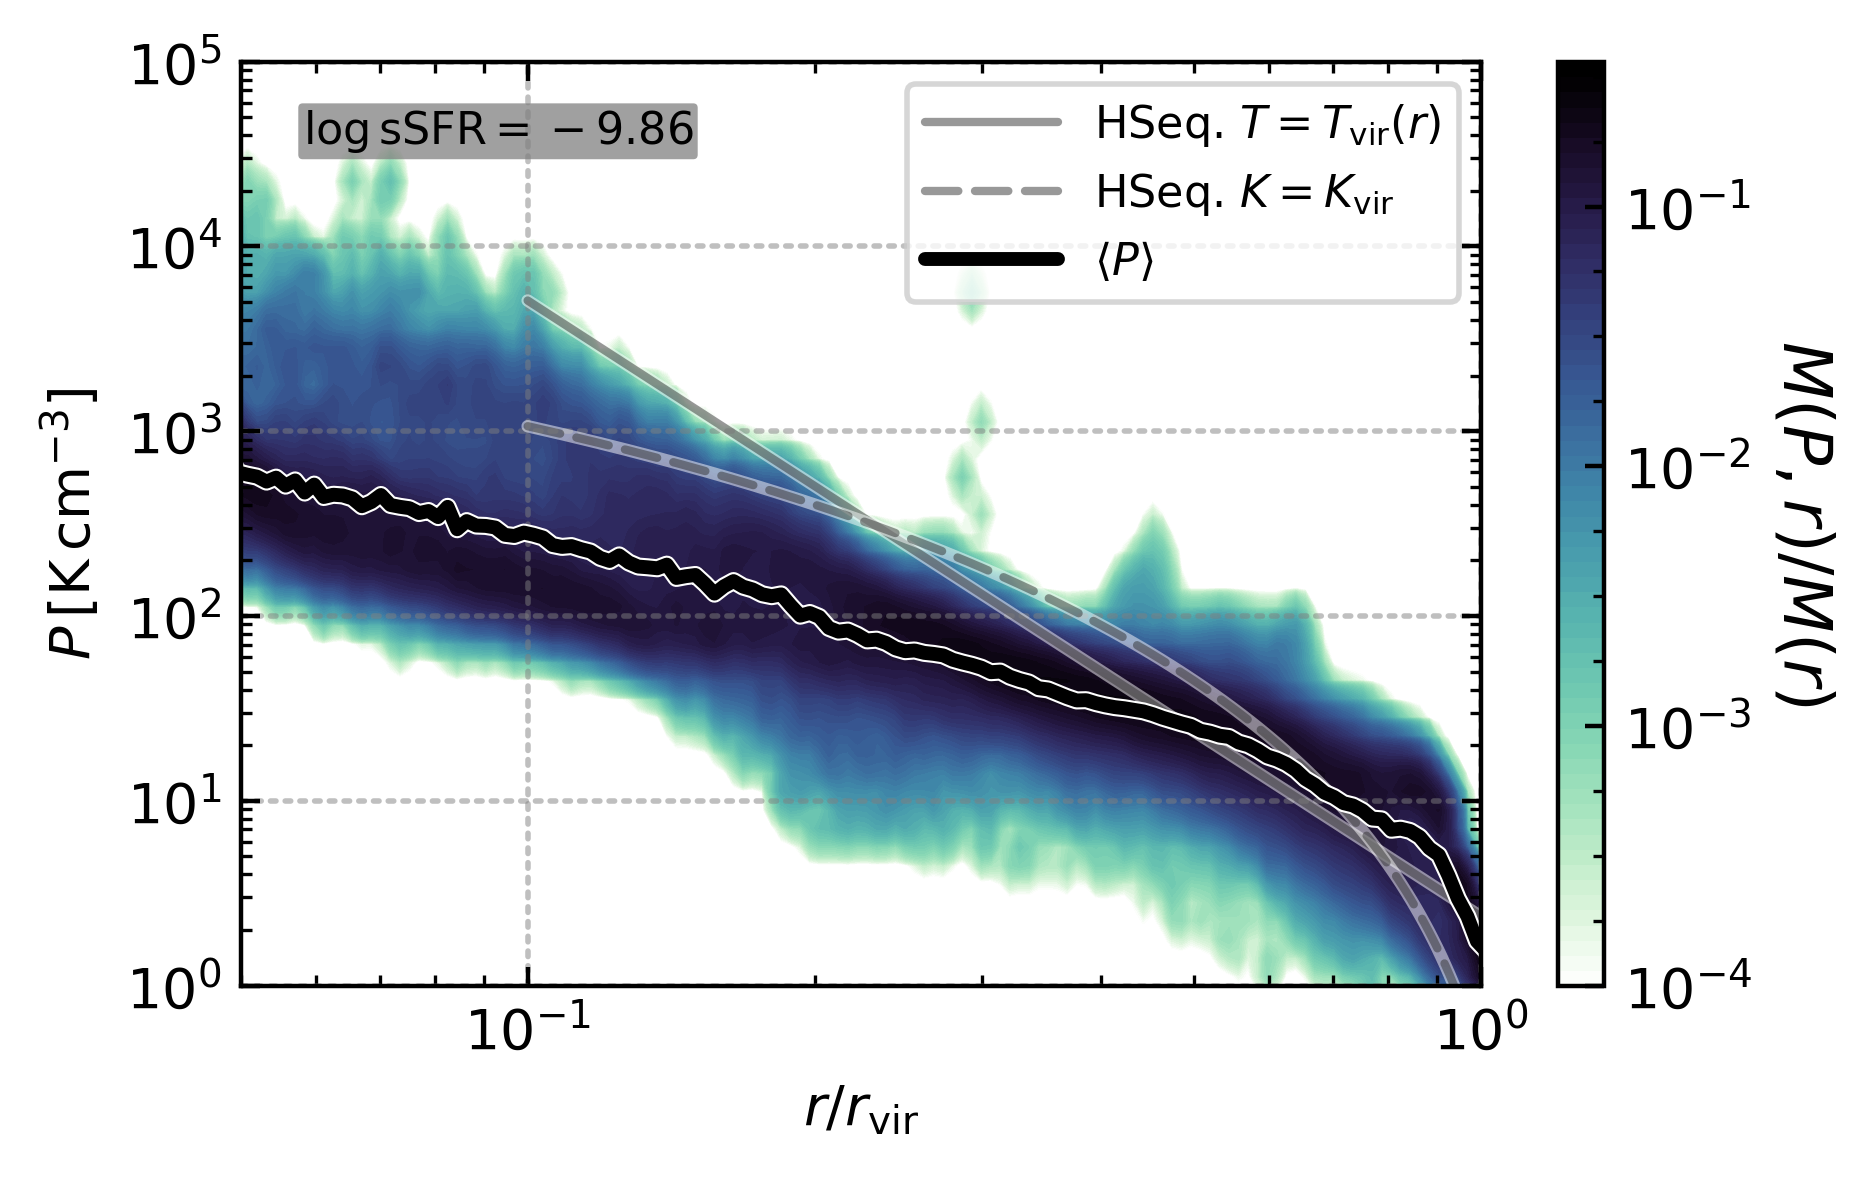 log sSFR = − 9.86
HSeq. T = T_vir(r)
HSeq. K = K_vir
⟨P⟩
10^5
10^4
10^3
10^2
10^1
10^0
P [K cm^−3]
10^−1
10^0
r/r_vir
10^−1
10^−2
10^−3
10^−4
M(P, r)/M(r)